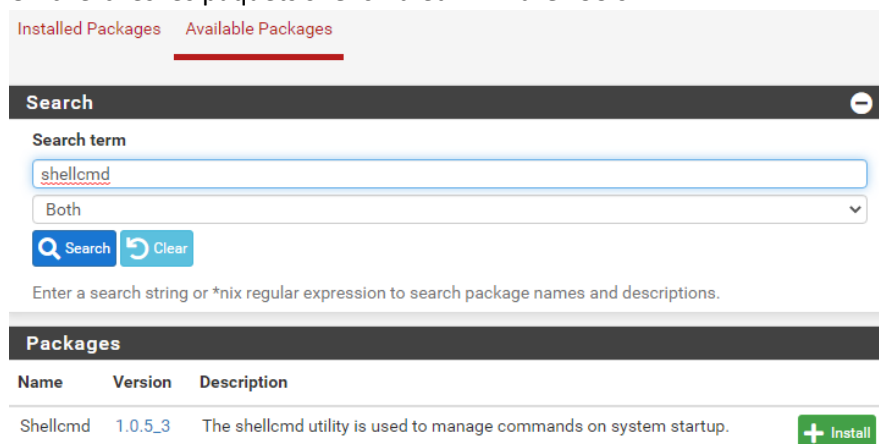 Installed Packages Available Packages
Search
Search term
shellcmd
Both
Search Clear
Enter a search string or *nix regular expression to search package names and descriptions.
Packages
Name Version Description
Shellcmd 1.0.5_3 The shellcmd utility is used to manage commands on system startup. Install